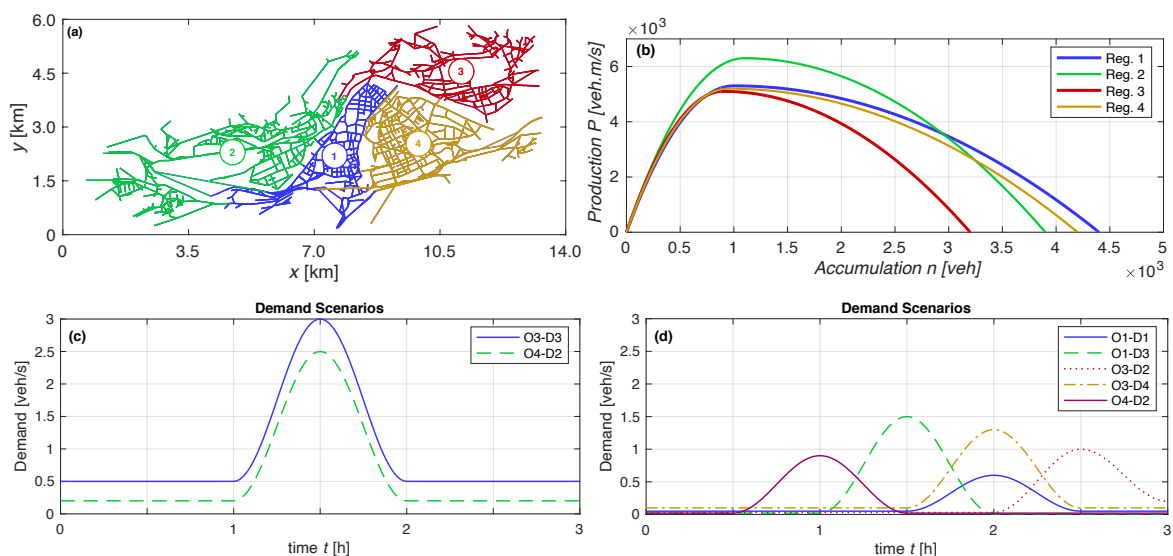 (a)
6.0
4.5
3.0
1.5
0
y [km]
1
2
3
4
0
3.5
7.0
10.5
14.0
x [km]
×10³
(b)
8
6
4
2
0
Production P [veh.m/s]
Reg. 1
Reg. 2
Reg. 3
Reg. 4
0
0.5
1
1.5
2
2.5
3
3.5
4
4.5
5
Accumulation n [veh]
×10³
Demand Scenarios
(c)
3
2.5
2
1.5
1
0.5
0
Demand [veh/s]
O3-D3
O4-D2
0
1
2
3
time t [h]
Demand Scenarios
(d)
3
2.5
2
1.5
1
0.5
0
Demand [veh/s]
O1-D1
O1-D3
O3-D2
O3-D4
O4-D2
0
1
2
3
time t [h]